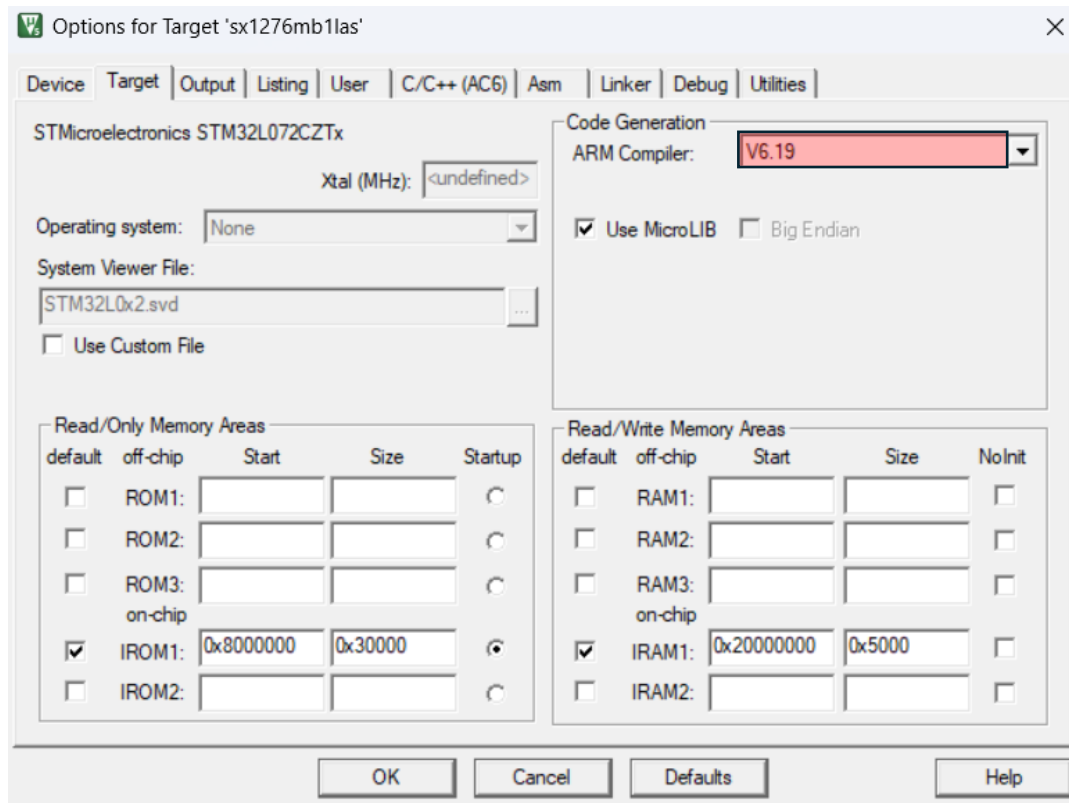 Options for Target 'sx1276mb1las'
Device Target Output Listing User C/C++ (AC6) Asm Linker Debug Utilities
STMicroelectronics STM32L072CZTx
Xtal (MHz): <undefined>
Operating system: None
System Viewer File:
STM32L0x2.svd
...
Use Custom File
Code Generation
ARM Compiler: V6.19
Use MicroLIB Big Endian
Read/Only Memory Areas
default off-chip Start Size Startup
ROM1:
ROM2:
ROM3:
on-chip
IROM1: 0x8000000 0x30000
IROM2:
Read/Write Memory Areas
default off-chip Start Size NoInit
RAM1:
RAM2:
RAM3:
on-chip
IRAM1: 0x20000000 0x5000
IRAM2:
OK Cancel Defaults Help